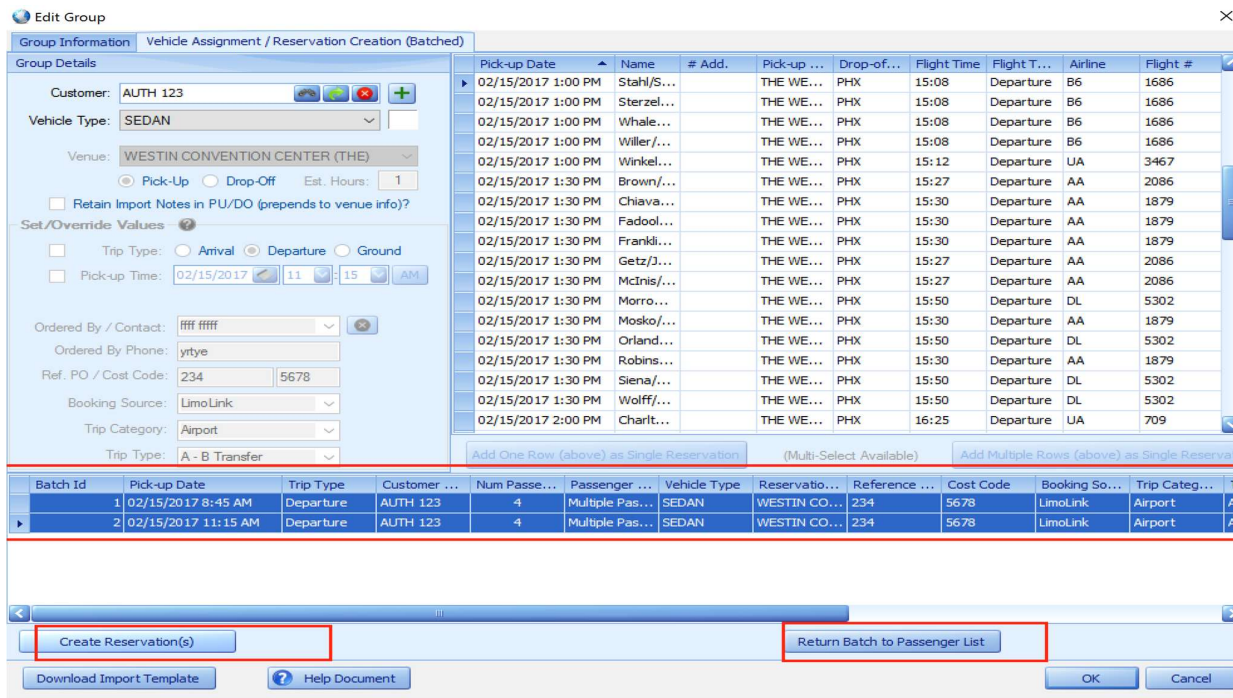 Edit Group
Group Information Vehicle Assignment / Reservation Creation (Batched)
Group Details
Customer: AUTH 123
Vehicle Type: SEDAN
Venue: WESTIN CONVENTION CENTER (THE)
Pick-Up Drop-Off Est. Hours: 1
Retain Import Notes in PU/DO (prepends to venue info)?
Set/Override Values
Trip Type: Arrival Departure Ground
Pick-up Time: 02/15/2017 11 : 15 AM
Ordered By / Contact: ffff fffff
Ordered By Phone: yrtye
Ref. PO / Cost Code: 234 5678
Booking Source: LimoLink
Trip Category: Airport
Trip Type: A - B Transfer
Pick-up Date Name # Add. Pick-up ... Drop-of... Flight Time Flight T... Airline Flight #
02/15/2017 1:00 PM Stahl/S... THE WE... PHX 15:08 Departure B6 1686
02/15/2017 1:00 PM Sterzel... THE WE... PHX 15:08 Departure B6 1686
02/15/2017 1:00 PM Whale... THE WE... PHX 15:08 Departure B6 1686
02/15/2017 1:00 PM Willer/... THE WE... PHX 15:08 Departure B6 1686
02/15/2017 1:00 PM Winkel... THE WE... PHX 15:12 Departure UA 3467
02/15/2017 1:30 PM Brown/... THE WE... PHX 15:27 Departure AA 2086
02/15/2017 1:30 PM Chiava... THE WE... PHX 15:30 Departure AA 1879
02/15/2017 1:30 PM Fadool... THE WE... PHX 15:30 Departure AA 1879
02/15/2017 1:30 PM Frankli... THE WE... PHX 15:30 Departure AA 1879
02/15/2017 1:30 PM Getz/J... THE WE... PHX 15:27 Departure AA 2086
02/15/2017 1:30 PM McInis/... THE WE... PHX 15:27 Departure AA 2086
02/15/2017 1:30 PM Morro... THE WE... PHX 15:50 Departure DL 5302
02/15/2017 1:30 PM Mosko/... THE WE... PHX 15:30 Departure AA 1879
02/15/2017 1:30 PM Orland... THE WE... PHX 15:50 Departure DL 5302
02/15/2017 1:30 PM Robins... THE WE... PHX 15:30 Departure AA 1879
02/15/2017 1:30 PM Siena/... THE WE... PHX 15:50 Departure DL 5302
02/15/2017 1:30 PM Wolff/... THE WE... PHX 15:50 Departure DL 5302
02/15/2017 2:00 PM Charlt... THE WE... PHX 16:25 Departure UA 709
Add One Row (above) as Single Reservation (Multi-Select Available) Add Multiple Rows (above) as Single Reserva
Batch Id Pick-up Date Trip Type Customer ... Num Passe... Passenger ... Vehicle Type Reservatio... Reference ... Cost Code Booking So... Trip Categ...
1 02/15/2017 8:45 AM Departure AUTH 123 4 Multiple Pas... SEDAN WESTIN CO... 234 5678 LimoLink Airport
2 02/15/2017 11:15 AM Departure AUTH 123 4 Multiple Pas... SEDAN WESTIN CO... 234 5678 LimoLink Airport
Create Reservation(s) Return Batch to Passenger List
Download Import Template Help Document OK Cancel